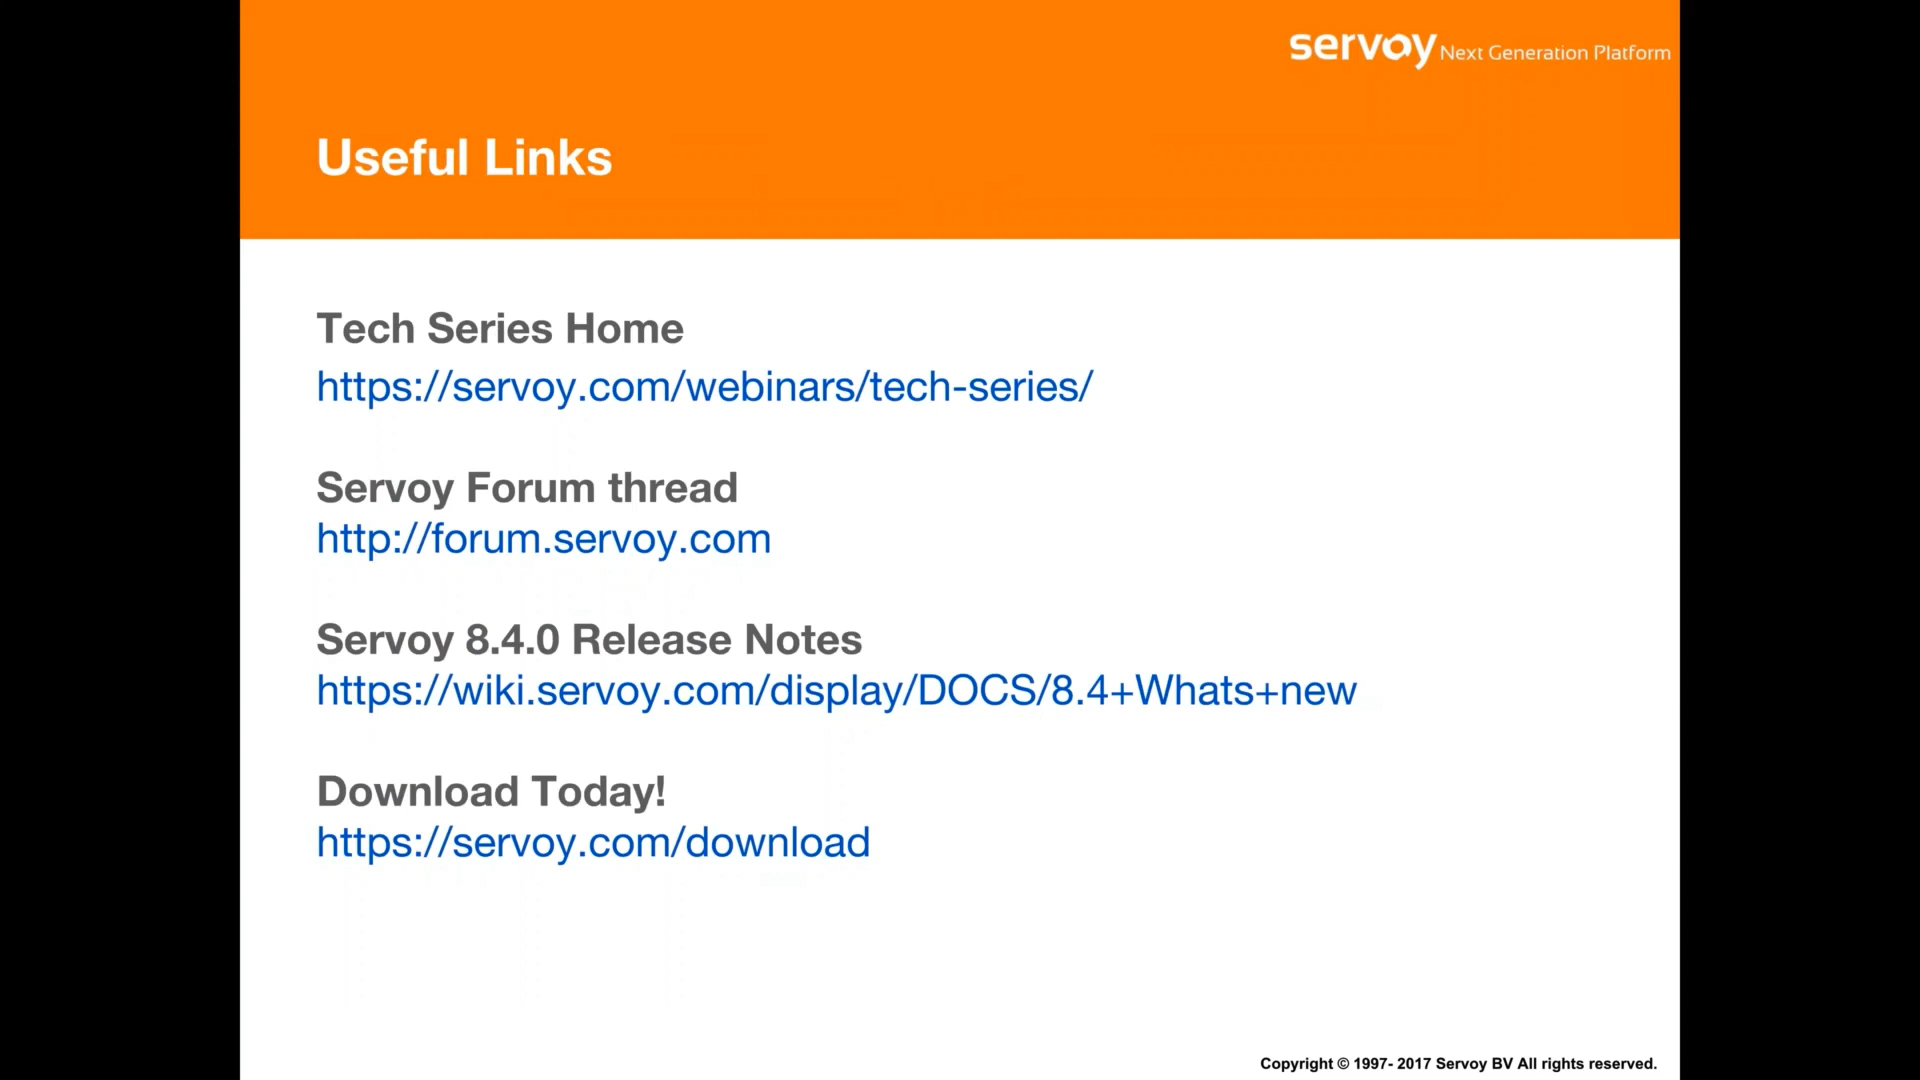 servoy Next Generation Platform
Useful Links
Tech Series Home
https://servoy.com/webinars/tech-series/
Servoy Forum thread
http://forum.servoy.com
Servoy 8.4.0 Release Notes
https://wiki.servoy.com/display/DOCS/8.4+Whats+new
Download Today!
https://servoy.com/download
Copyright © 1997- 2017 Servoy BV All rights reserved.